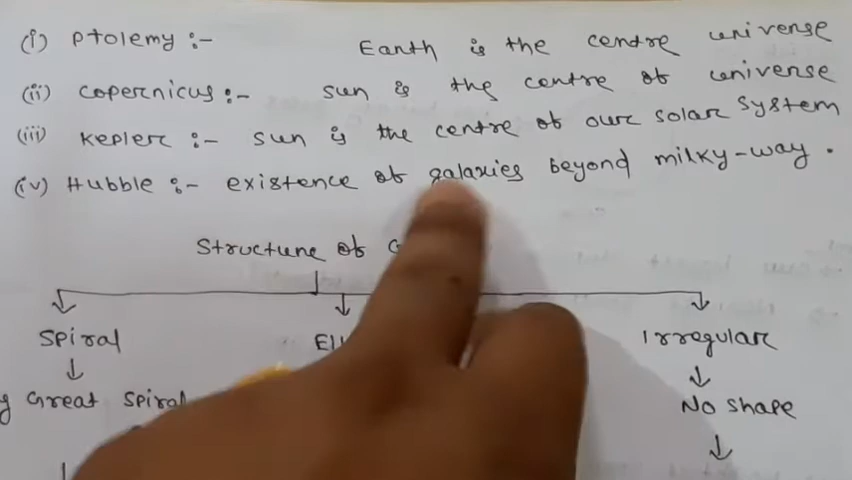 (i) Ptolemy :- Earth is the centre universe
(ii) Copernicus :- sun is the centre of universe
(iii) Kepler :- sun is the centre of our solar system
(iv) Hubble :- existence of galaxies beyond milky-way.
Structure of
Spiral Irregular
Great spiral No shape